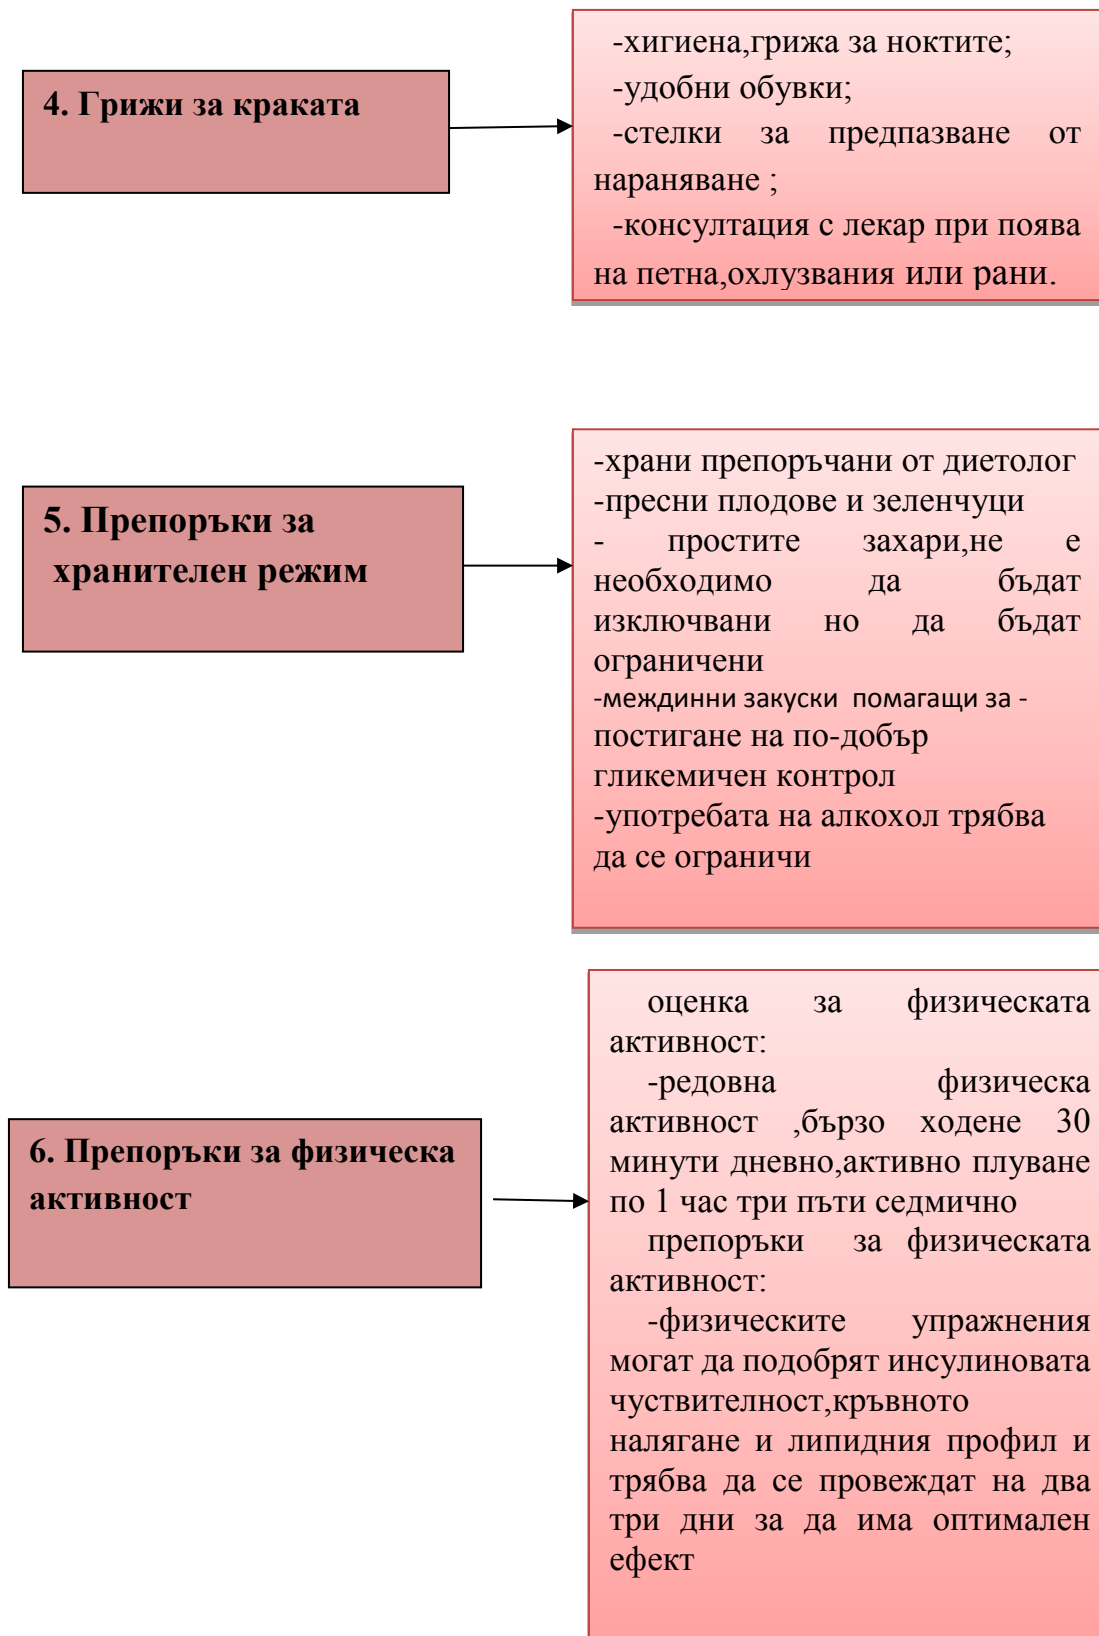 4. Грижи за краката
-хигиена,грижа за ноктите;
-удобни обувки;
-стелки за предпазване от
нараняване ;
-консултация с лекар при поява
на петна,охлузвания или рани.
5. Препоръки за
хранителен режим
-храни препоръчани от диетолог
-пресни плодове и зеленчуци
- простите захари,не е
необходимо да бъдат
изключвани но да бъдат
ограничени
-междинни закуски помагащи за -
постигане на по-добър
гликемичен контрол
-употребата на алкохол трябва
да се ограничи
6. Препоръки за физическа
активност
оценка за физическата
активност:
-редовна физическа
активност ,бързо ходене 30
минути дневно,активно плуване
по 1 час три пъти седмично
препоръки за физическата
активност:
-физическите упражнения
могат да подобрят инсулиновата
чуствителност,кръвното
налягане и липидния профил и
трябва да се провеждат на два
три дни за да има оптимален
ефект